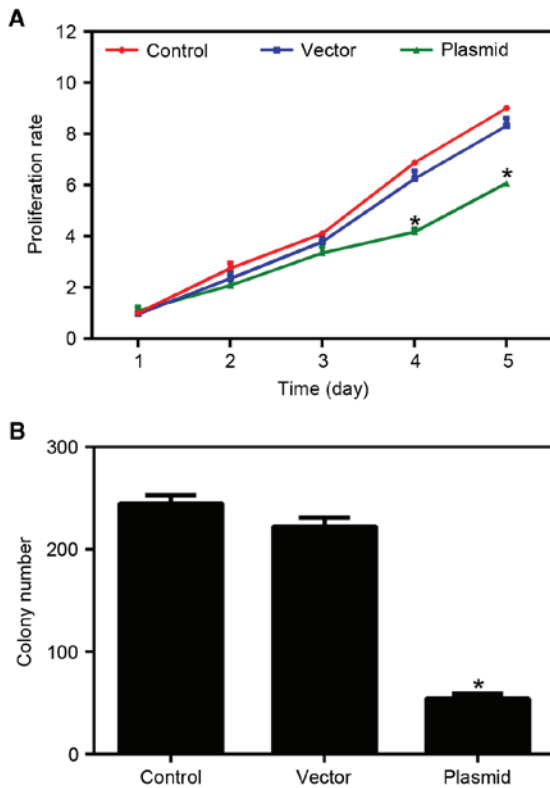 A
12
Control Vector Plasmid
10
8
6
4
2
0
Proliferation rate
*
*
1 2 3 4 5
Time (day)
B
300
200
100
0
Colony number
*
Control Vector Plasmid